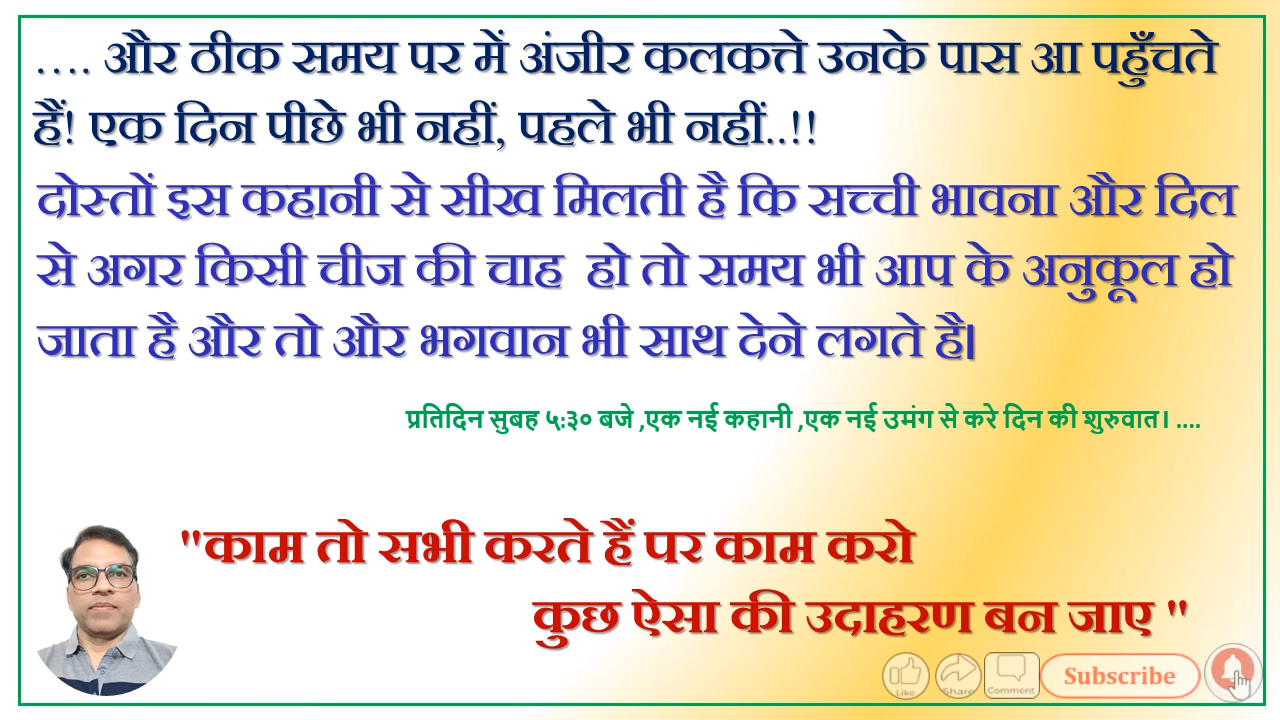 …. और ठीक समय पर में अंजीर कलकत्ते उनके पास आ पहुँचते
हैं! एक दिन पीछे भी नहीं, पहले भी नहीं..!!
दोस्तों इस कहानी से सीख मिलती है कि सच्ची भावना और दिल
से अगर किसी चीज की चाह हो तो समय भी आप के अनुकूल हो
जाता है और तो और भगवान भी साथ देने लगते है।
प्रतिदिन सुबह ५:३० बजे ,एक नई कहानी ,एक नई उमंग से करे दिन की शुरुवात। ....
"काम तो सभी करते हैं पर काम करो
कुछ ऐसा की उदाहरण बन जाए "
Like Share Comment Subscribe